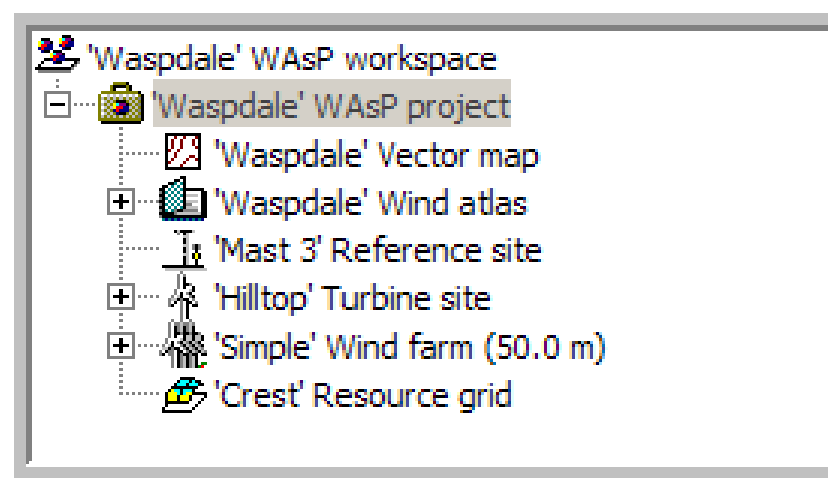 'Waspdale' WAsP workspace
'Waspdale' WAsP project
'Waspdale' Vector map
'Waspdale' Wind atlas
'Mast 3' Reference site
'Hilltop' Turbine site
'Simple' Wind farm (50.0 m)
'Crest' Resource grid